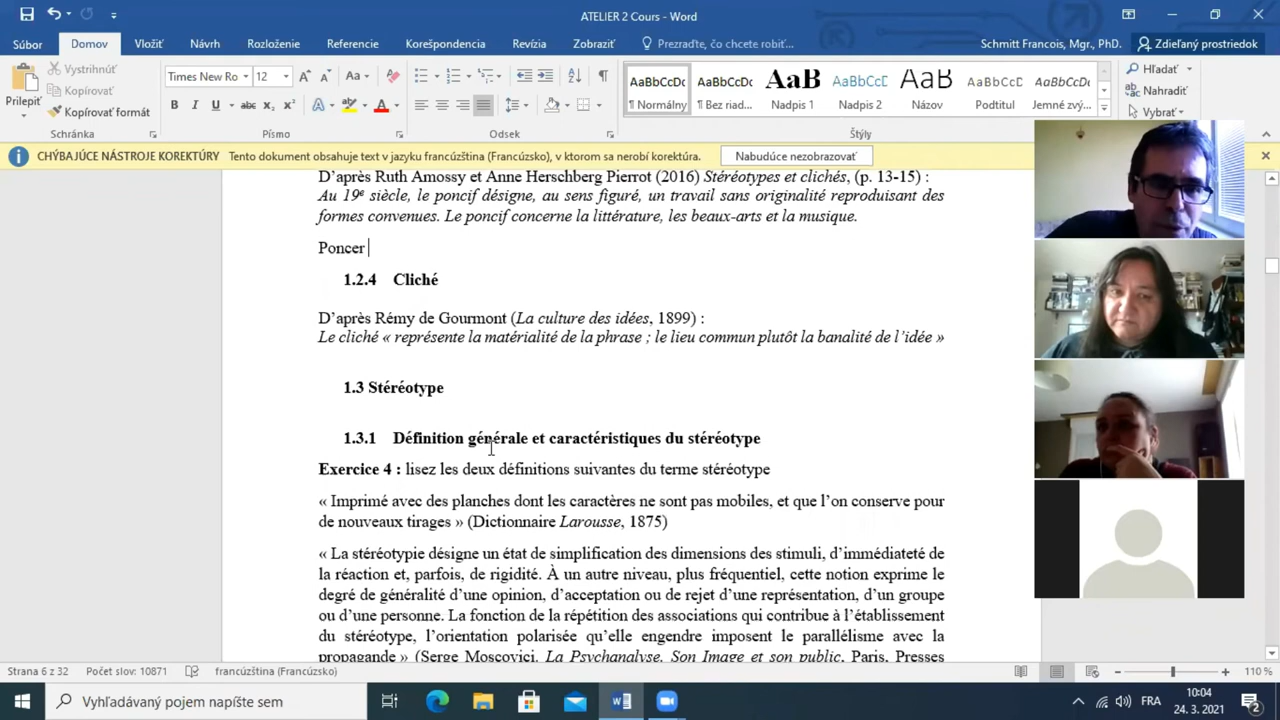 ATELIER 2 Cours - Word
Súbor Domov Vložiť Návrh Rozloženie Referencie Korešpondencia Revízia Zobraziť Prezraďte, čo chcete robiť... Schmitt Francois, Mgr., PhD. Zdieľaný prostriedok
Prilepiť
Vystrihnúť
Kopírovať
Kopírovať formát
Schránka
Times New Ro 12
Písmo
Odsek
AaBbCcDc AaBbCcDc AaB AaBbCcE AaB AaBbCcD AaBbCcDc
¶ Normálny ¶ Bez riad... Nadpis 1 Nadpis 2 Názov Podtitul Jemné zvý...
Štýly
Hľadať
Nahradiť
Vybrať
CHÝBAJÚCE NÁSTROJE KOREKTÚRY Tento dokument obsahuje text v jazyku francúzština (Francúzsko), v ktorom sa nerobí korektúra. Nabudúce nezobrazovať
D’après Ruth Amossy et Anne Herschberg Pierrot (2016) Stéréotypes et clichés, (p. 13-15) :
Au 19e siècle, le poncif désigne au sens figuré, un travail sans originalité reproduisant des
formes convenues. Le poncif concerne la littérature, les beaux-arts et la musique.
Poncer
1.2.4 Cliché
D’après Rémy de Gourmont (La culture des idées, 1899) :
Le cliché « représente la matérialité de la phrase ; le lieu commun plutôt la banalité de l’idée »
1.3 Stéréotype
1.3.1 Définition générale et caractéristiques du stéréotype
Exercice 4 : lisez les deux définitions suivantes du terme stéréotype
« Imprimé avec des planches dont les caractères ne sont pas mobiles, et que l’on conserve pour
de nouveaux tirages » (Dictionnaire Larousse, 1875)
« La stéréotypie désigne un état de simplification des dimensions des stimuli, d’immédiateté de
la réaction et, parfois, de rigidité. À un autre niveau, plus fréquentiel, cette notion exprime le
degré de généralité d’une opinion, d’acceptation ou de rejet d’une représentation, d’un groupe
ou d’une personne. La fonction de la répétition des associations qui contribue à l’établissement
du stéréotype, l’orientation polarisée qu’elle engendre imposent le parallélisme avec la
propagande » (Serge Moscovici, La Psychanalyse. Son Image et son public, Paris, Presses
Strana 6 z 32 Počet slov: 10871 francúzština (Francúzsko) 110 %
Vyhľadávaný pojem napíšte sem
FRA
10:04
24. 3. 2021
2